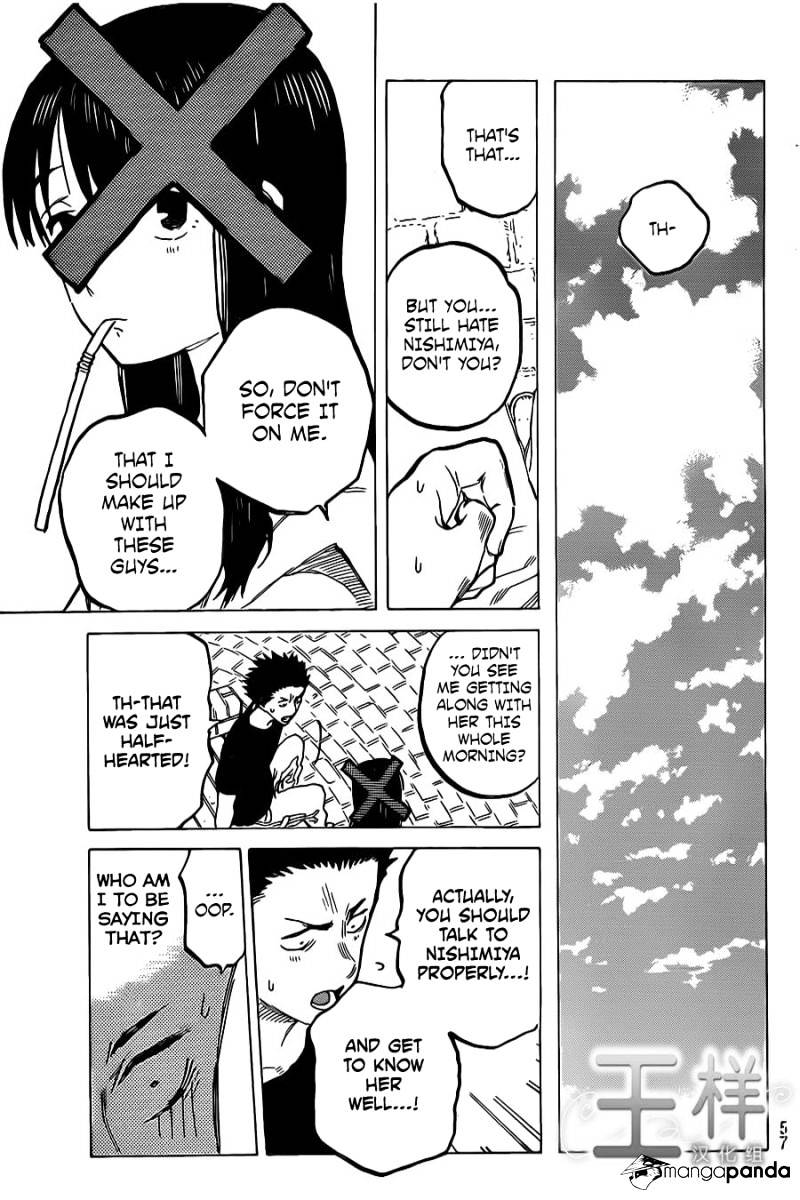 TH-
THAT'S
THAT...
BUT YOU...
STILL HATE
NISHIMIYA,
DON'T YOU?
SO, DON'T
FORCE IT
ON ME.
THAT I
SHOULD
MAKE UP
WITH
THESE
GUYS...
... DIDN'T
YOU SEE
ME GETTING
ALONG WITH
HER THIS
WHOLE
MORNING?
TH-THAT
WAS JUST
HALF-
HEARTED!
ACTUALLY,
YOU SHOULD
TALK TO
NISHIMIYA
PROPERLY...!
AND GET
TO KNOW
HER
WELL...!
...
OOP.
WHO AM
I TO BE
SAYING
THAT?
王样
汉化组
57
mangapanda